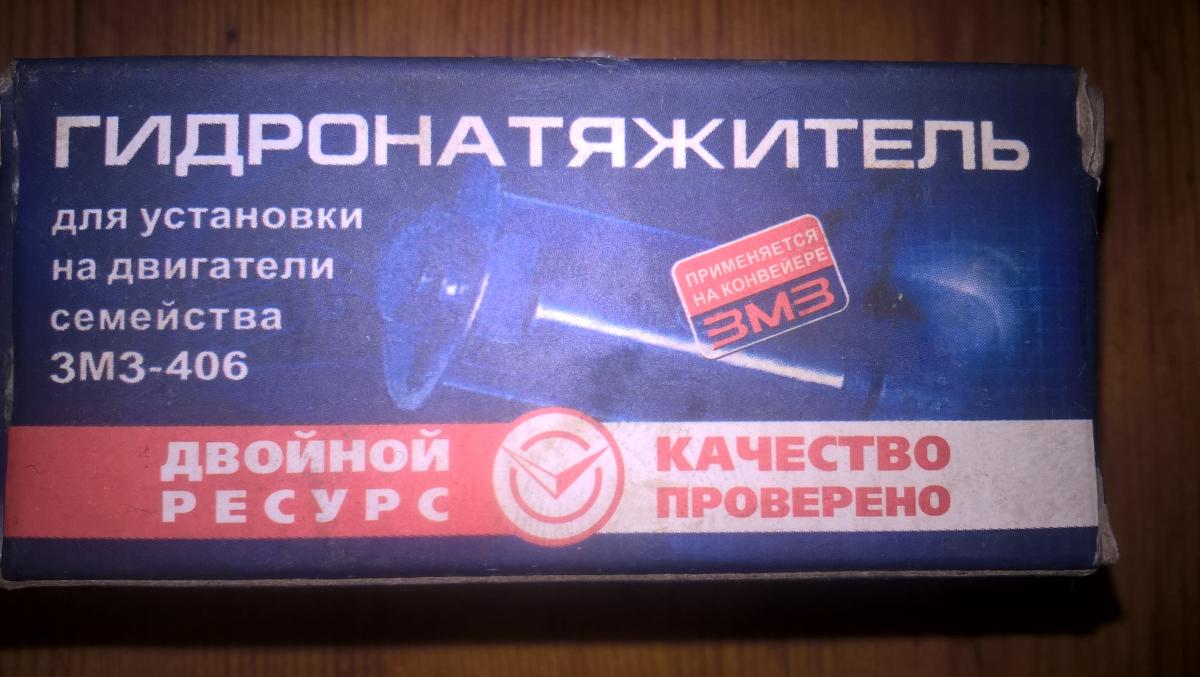 ГИДРОНАТЯЖИТЕЛЬ
для установки
на двигатели
семейства
ЗМЗ-406
ПРИМЕНЯЕТСЯ
НА КОНВЕЙЕРЕ
ЗМЗ
ДВОЙНОЙ
РЕСУРС
КАЧЕСТВО
ПРОВЕРЕНО